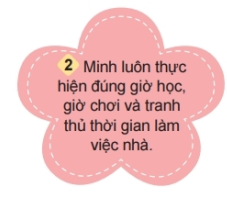 2 Minh luôn thực
hiện đúng giờ học,
giờ chơi và tranh
thủ thời gian làm
việc nhà.